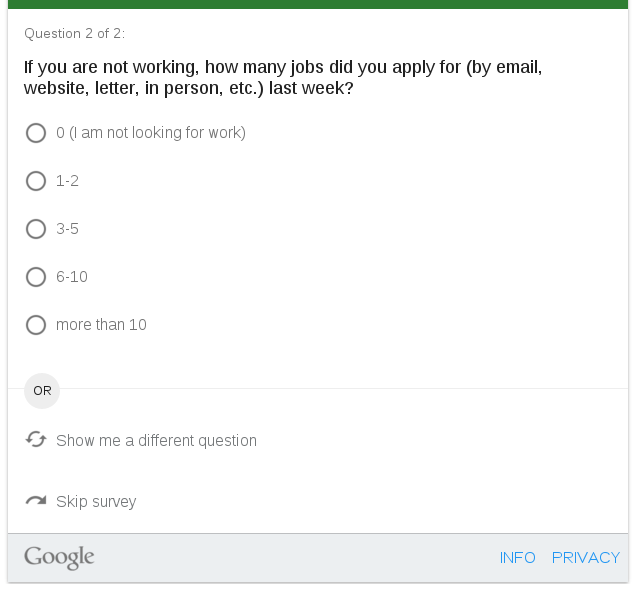 Question 2 of 2:
If you are not working, how many jobs did you apply for (by email,
website, letter, in person, etc.) last week?
0 (I am not looking for work)
1-2
3-5
6-10
more than 10
OR
Show me a different question
Skip survey
Google INFO PRIVACY